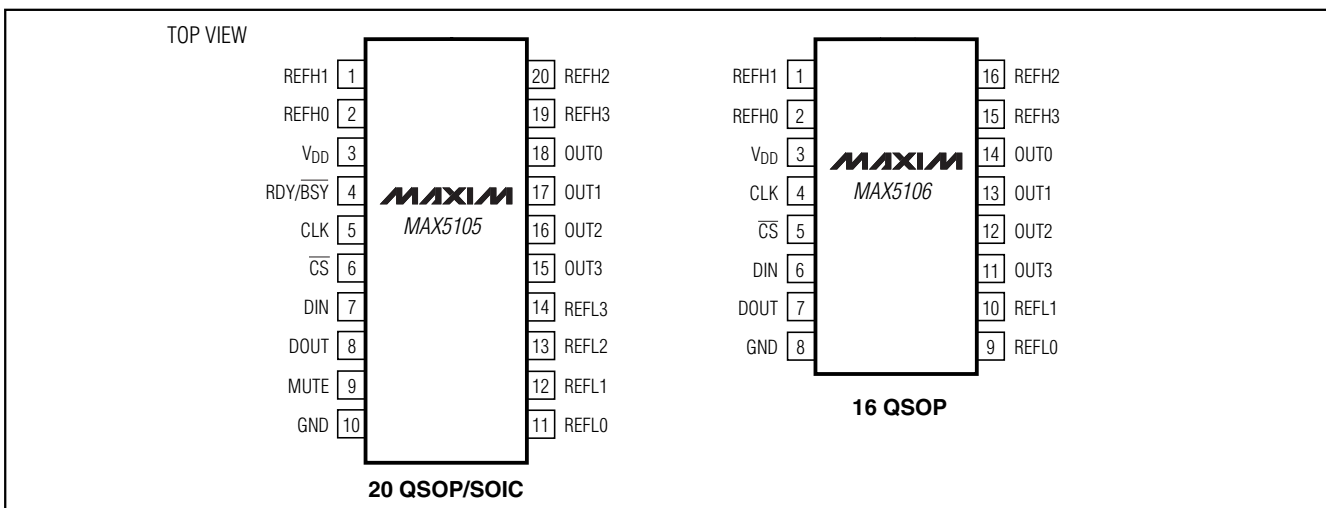 TOP VIEW
REFH1 1
REFH0 2
VDD 3
RDY/BSY 4
CLK 5
CS 6
DIN 7
DOUT 8
MUTE 9
GND 10
MAXIM
MAX5105
20 REFH2
19 REFH3
18 OUT0
17 OUT1
16 OUT2
15 OUT3
14 REFL3
13 REFL2
12 REFL1
11 REFL0
20 QSOP/SOIC
REFH1 1
REFH0 2
VDD 3
CLK 4
CS 5
DIN 6
DOUT 7
GND 8
MAXIM
MAX5106
16 REFH2
15 REFH3
14 OUT0
13 OUT1
12 OUT2
11 OUT3
10 REFL1
9 REFL0
16 QSOP